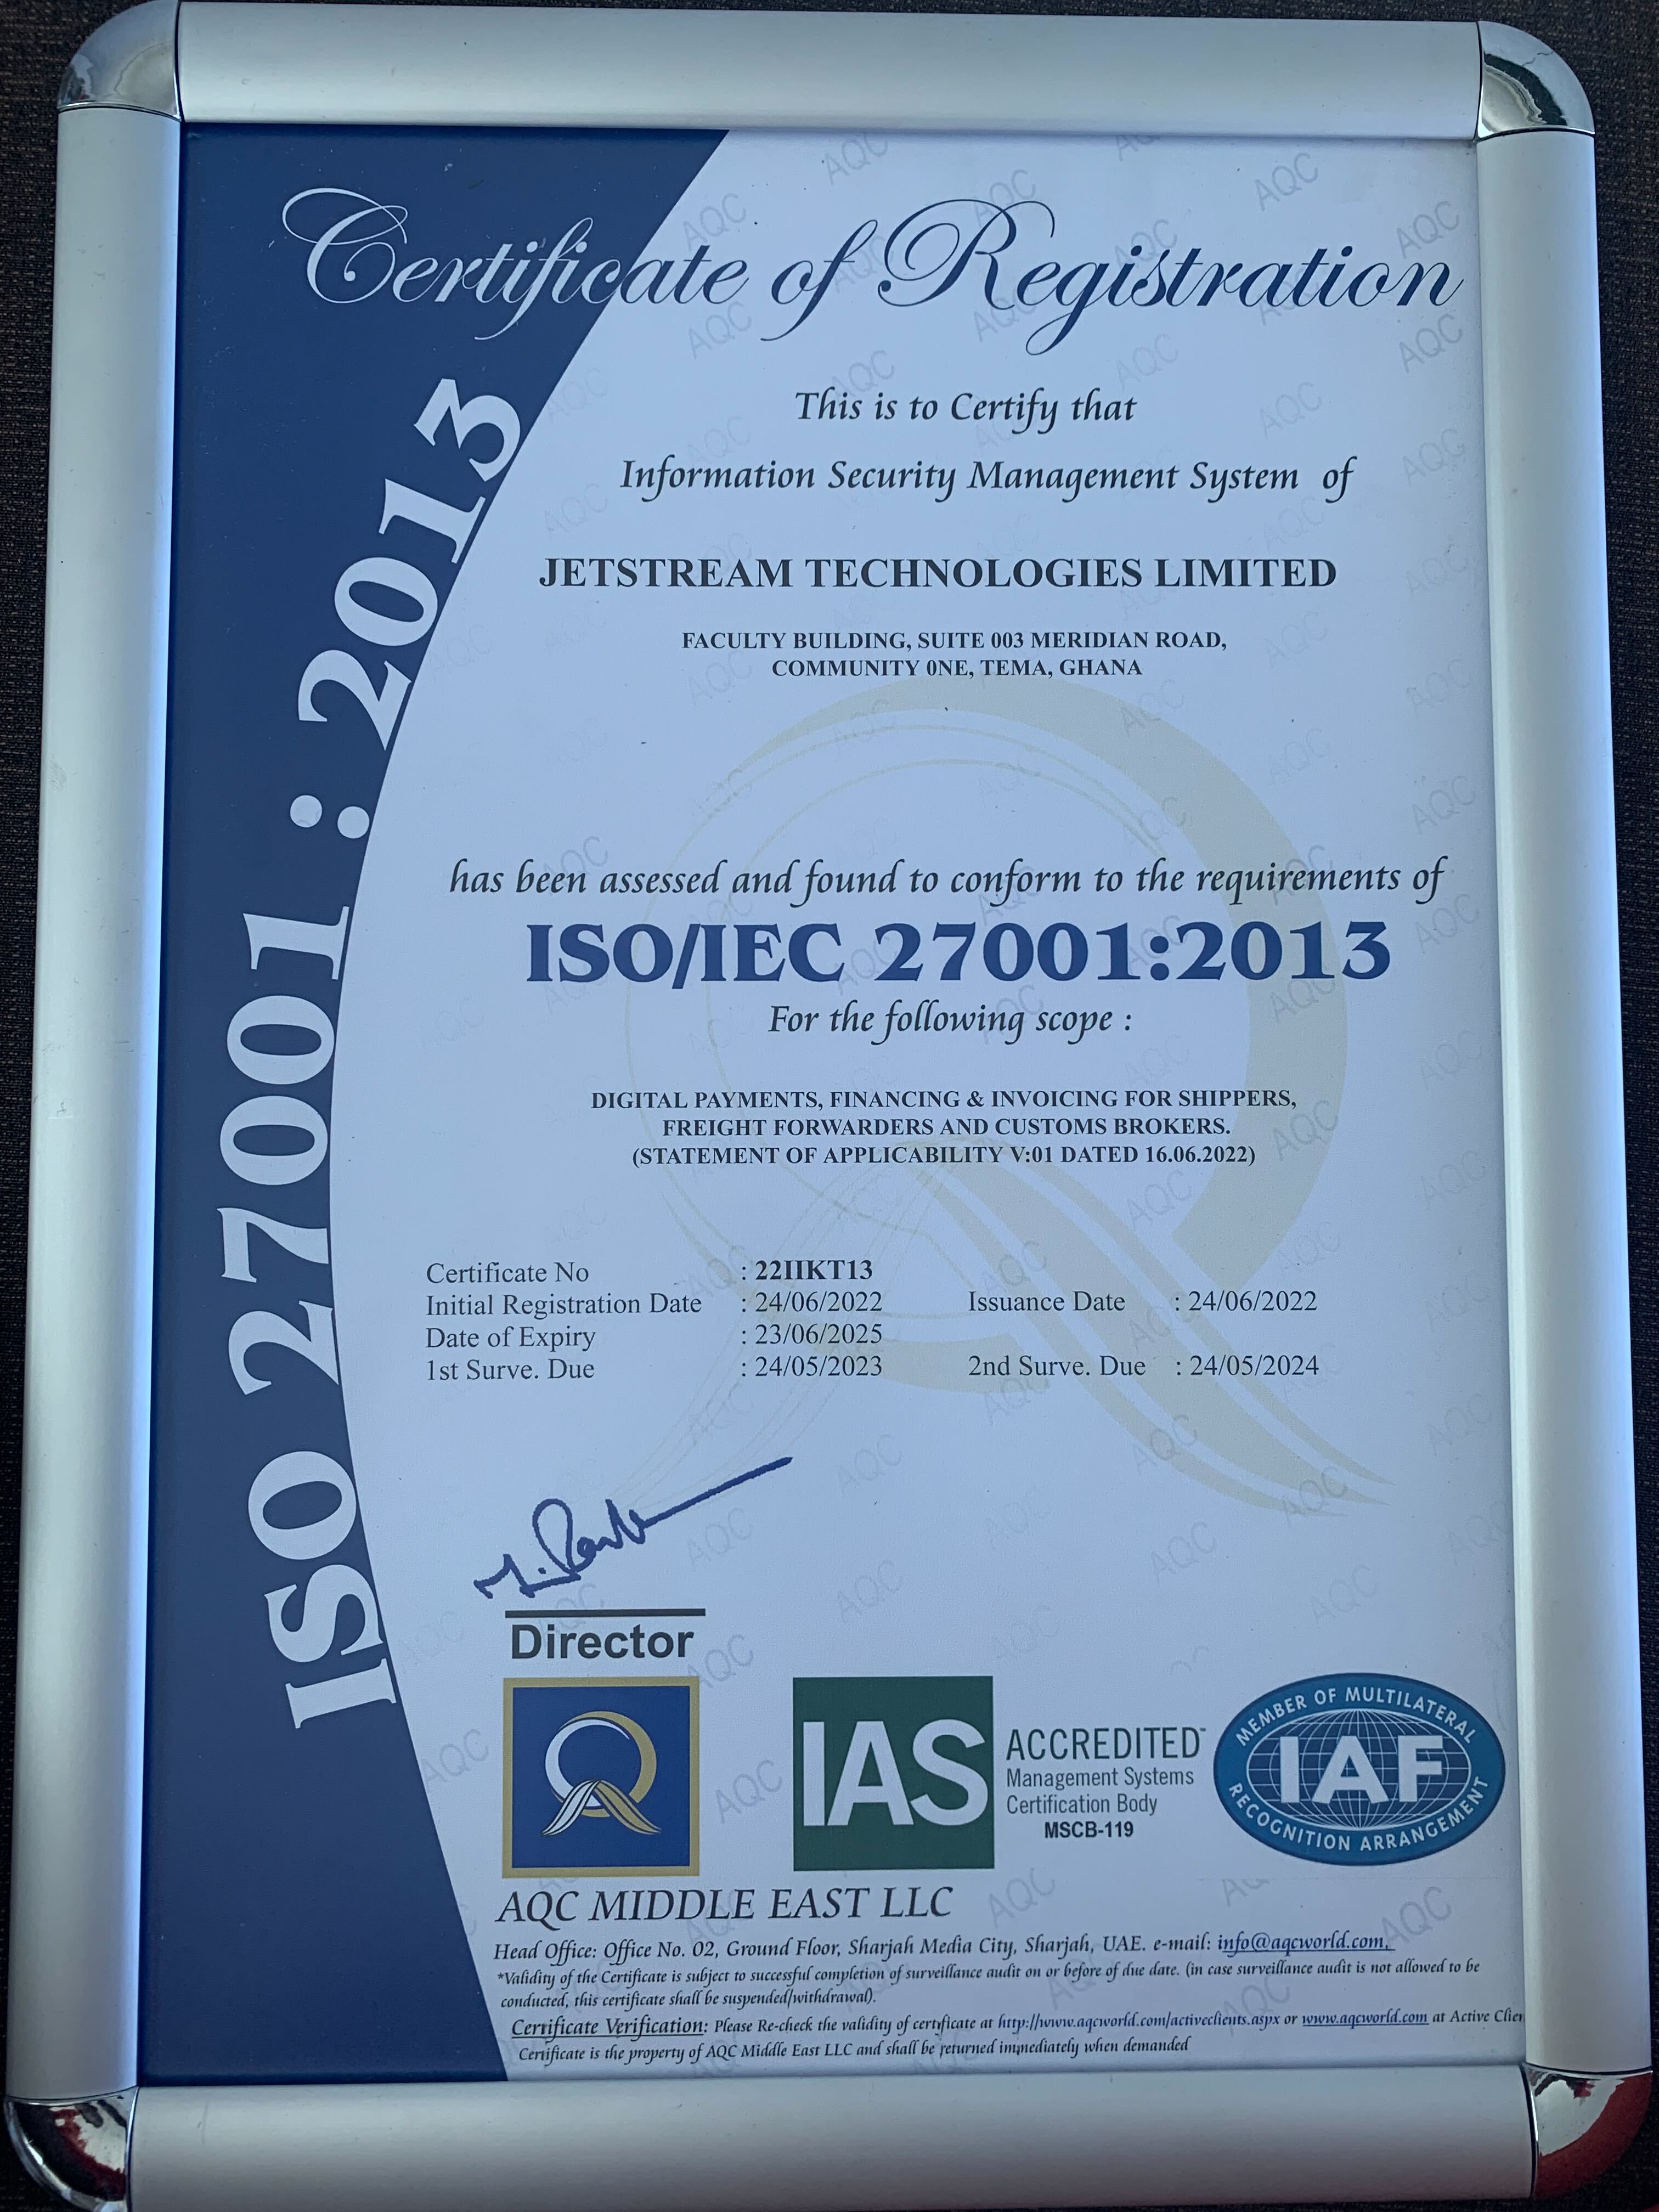 Certificate of Registration
ISO 27001 : 2013
This is to Certify that
Information Security Management System of
JETSTREAM TECHNOLOGIES LIMITED
FACULTY BUILDING, SUITE 003 MERIDIAN ROAD,
COMMUNITY 0NE, TEMA, GHANA
has been assessed and found to conform to the requirements of
ISO/IEC 27001:2013
For the following scope :
DIGITAL PAYMENTS, FINANCING & INVOICING FOR SHIPPERS,
FREIGHT FORWARDERS AND CUSTOMS BROKERS.
(STATEMENT OF APPLICABILITY V:01 DATED 16.06.2022)
Certificate No : 22IIKT13
Initial Registration Date : 24/06/2022 Issuance Date : 24/06/2022
Date of Expiry : 23/06/2025
1st Surve. Due : 24/05/2023 2nd Surve. Due : 24/05/2024
Director
IAS
ACCREDITED™
Management Systems
Certification Body
MSCB-119
MEMBER OF MULTILATERAL
IAF
RECOGNITION ARRANGEMENT
AQC MIDDLE EAST LLC
Head Office: Office No. 02, Ground Floor, Sharjah Media City, Sharjah, UAE. e-mail: info@aqcworld.com,
*Validity of the Certificate is subject to successful completion of surveillance audit on or before of due date. (in case surveillance audit is not allowed to be
conducted, this certificate shall be suspended/withdrawal).
Certificate Verification: Please Re-check the validity of certificate at http://www.aqcworld.com/activeclients.aspx or www.aqcworld.com at Active Clien
Certificate is the property of AQC Middle East LLC and shall be returned immediately when demanded